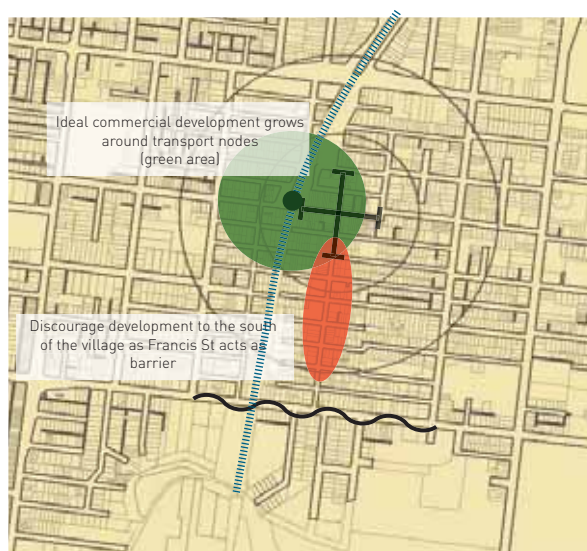 Ideal commercial development grows
around transport nodes
(green area)
Discourage development to the south
of the village as Francis St acts as
barrier